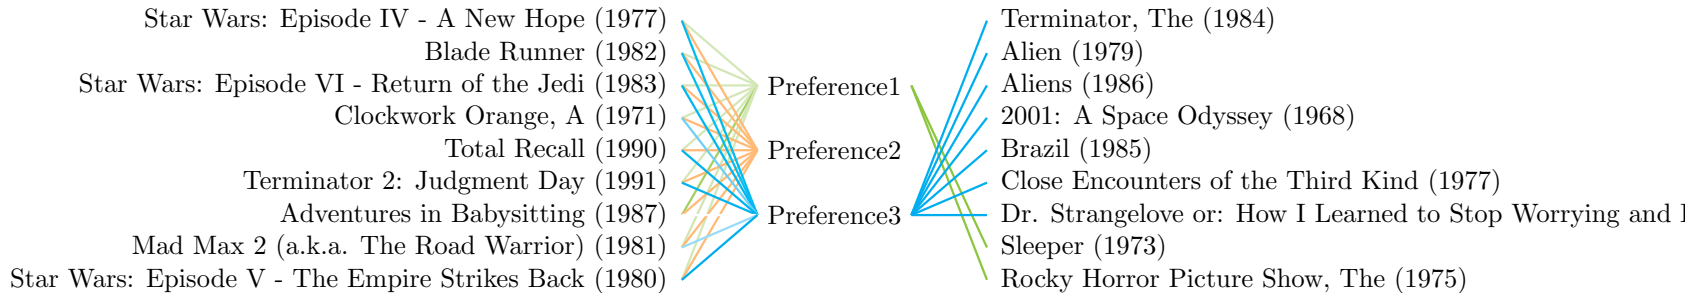 Star Wars: Episode IV - A New Hope (1977)
Blade Runner (1982)
Star Wars: Episode VI - Return of the Jedi (1983)
Clockwork Orange, A (1971)
Total Recall (1990)
Terminator 2: Judgment Day (1991)
Adventures in Babysitting (1987)
Mad Max 2 (a.k.a. The Road Warrior) (1981)
Star Wars: Episode V - The Empire Strikes Back (1980)
Preference1
Preference2
Preference3
Terminator, The (1984)
Alien (1979)
Aliens (1986)
2001: A Space Odyssey (1968)
Brazil (1985)
Close Encounters of the Third Kind (1977)
Dr. Strangelove or: How I Learned to Stop Worrying and
Sleeper (1973)
Rocky Horror Picture Show, The (1975)